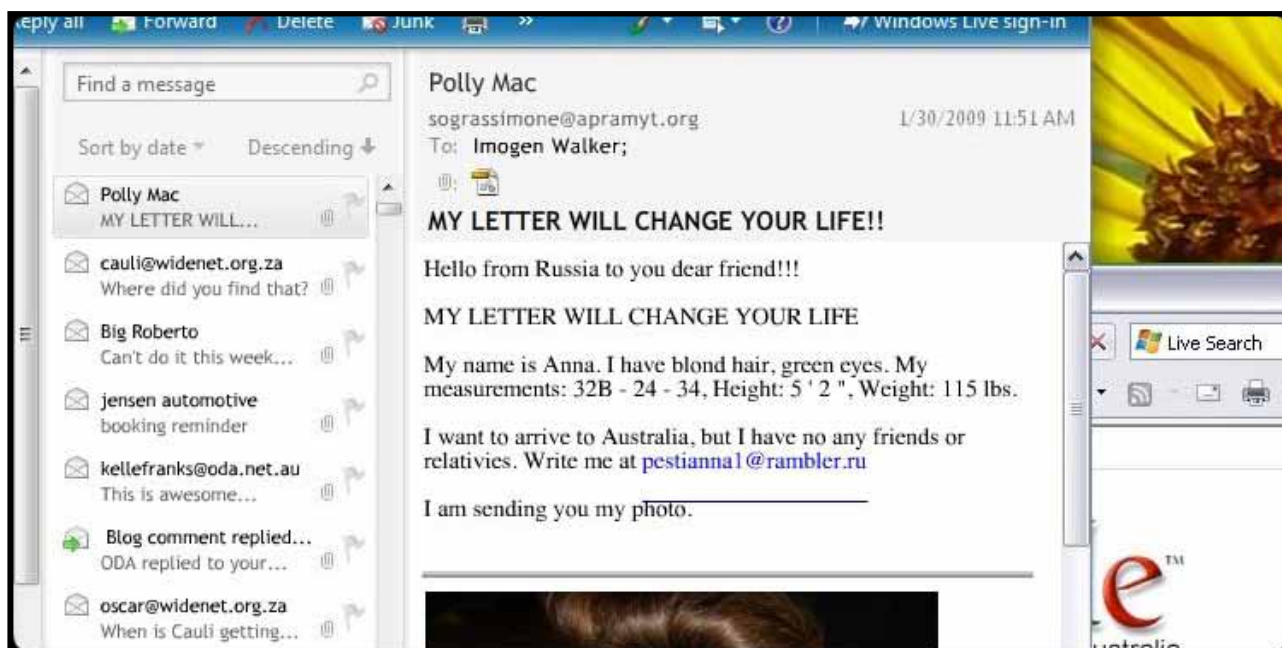 Reply all Forward Delete Junk » Windows Live sign-in
Find a message
Sort by date Descending
Polly Mac
MY LETTER WILL...
cauli@widenet.org.za
Where did you find that?
Big Roberto
Can't do it this week...
jensen automotive
booking reminder
kellefranks@oda.net.au
This is awesome...
Blog comment replied...
ODA replied to your...
oscar@widenet.org.za
When is Cauli getting...
Polly Mac
sograssimone@apramyt.org 1/30/2009 11:51 AM
To: Imogen Walker;
MY LETTER WILL CHANGE YOUR LIFE!!
Hello from Russia to you dear friend!!!
MY LETTER WILL CHANGE YOUR LIFE
My name is Anna. I have blond hair, green eyes. My
measurements: 32B - 24 - 34, Height: 5 ' 2 ", Weight: 115 lbs.
I want to arrive to Australia, but I have no any friends or
relativies. Write me at pestianna1@rambler.ru
I am sending you my photo.
Live Search
e™